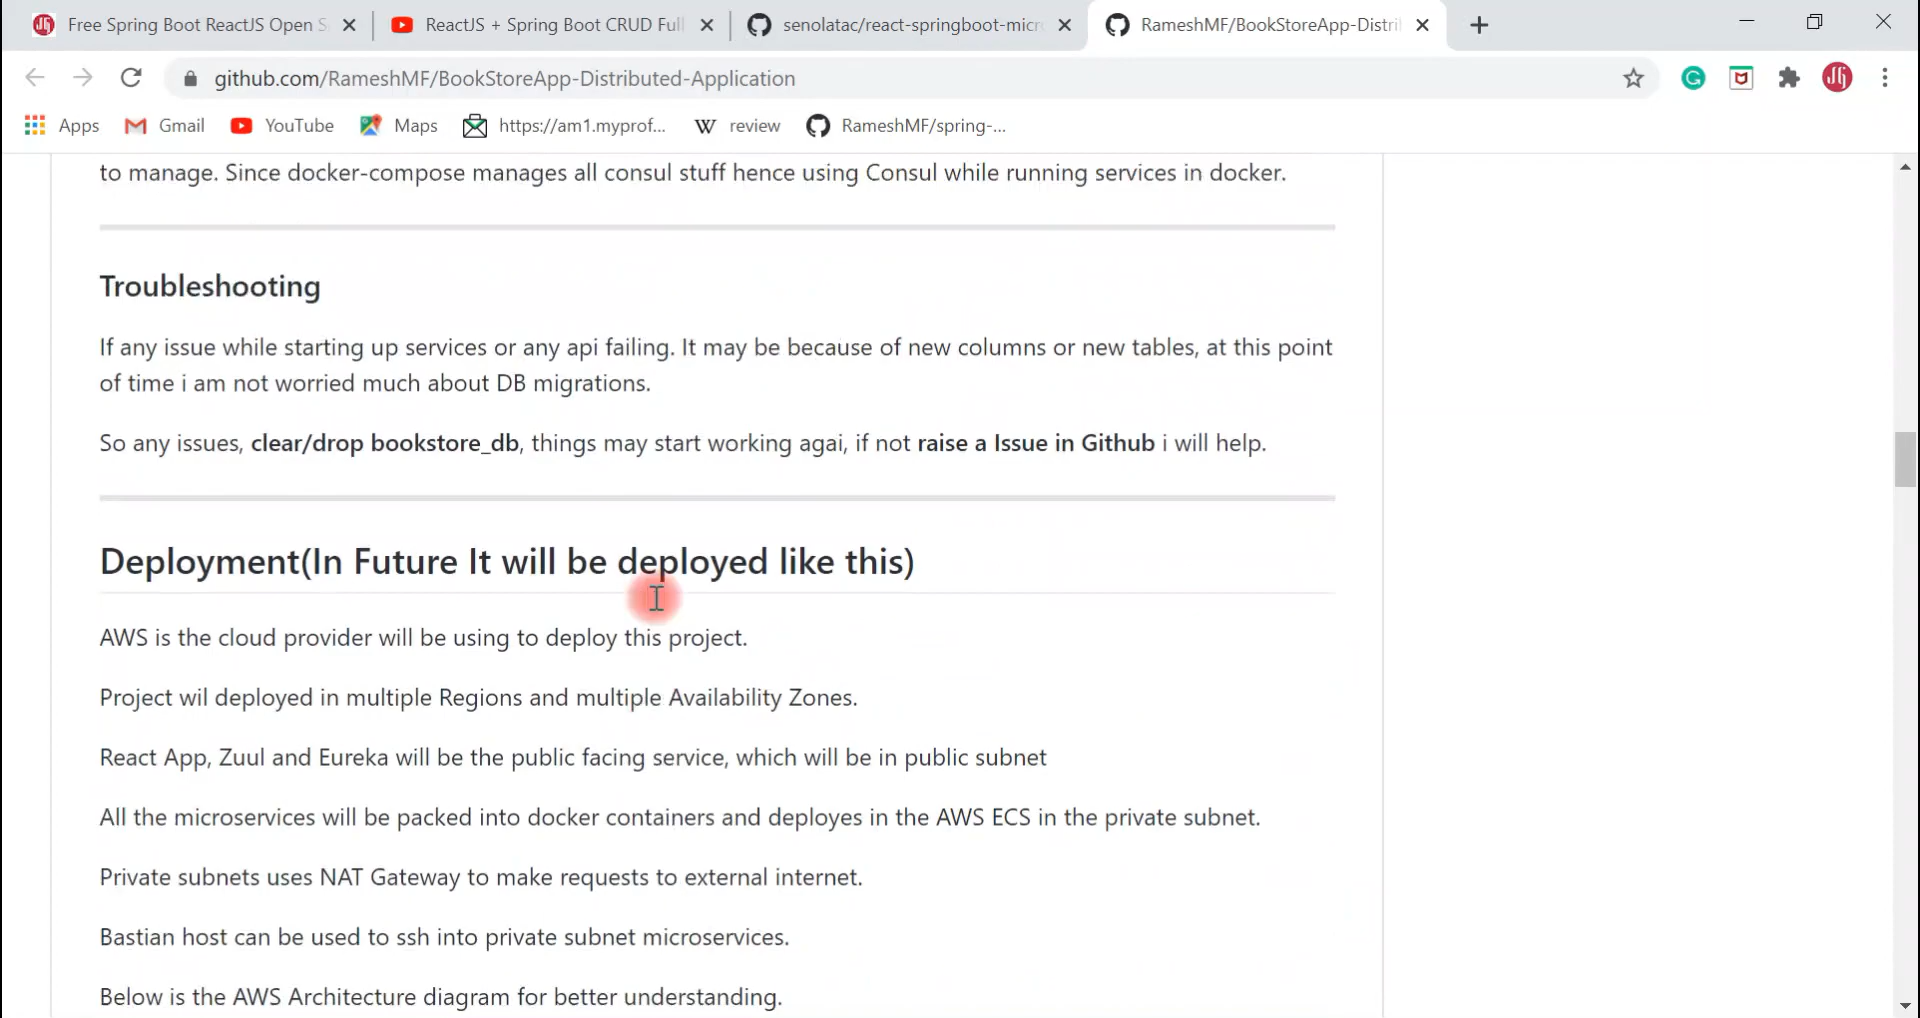 Free Spring Boot ReactJS Open S
ReactJS + Spring Boot CRUD Full
senolatac/react-springboot-micr
RameshMF/BookStoreApp-Distri
github.com/RameshMF/BookStoreApp-Distributed-Application
Apps
Gmail
YouTube
Maps
https://am1.myprof...
W review
RameshMF/spring-...
to manage. Since docker-compose manages all consul stuff hence using Consul while running services in docker.
Troubleshooting
If any issue while starting up services or any api failing. It may be because of new columns or new tables, at this point
of time i am not worried much about DB migrations.
So any issues, clear/drop bookstore_db, things may start working agai, if not raise a Issue in Github i will help.
Deployment(In Future It will be deployed like this)
AWS is the cloud provider will be using to deploy this project.
Project wil deployed in multiple Regions and multiple Availability Zones.
React App, Zuul and Eureka will be the public facing service, which will be in public subnet
All the microservices will be packed into docker containers and deployes in the AWS ECS in the private subnet.
Private subnets uses NAT Gateway to make requests to external internet.
Bastian host can be used to ssh into private subnet microservices.
Below is the AWS Architecture diagram for better understanding.